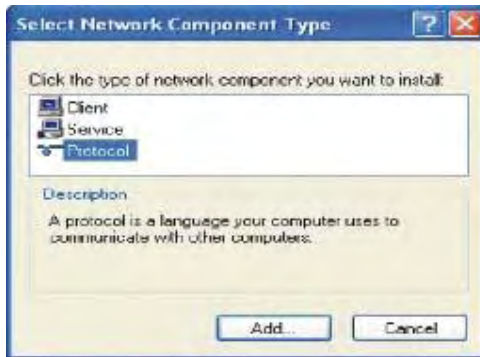 Select Network Component Type
Click the type of network component you want to install:
Client
Service
Protocol
Description
A protocol is a language your computer uses to
communicate with other computers.
Add...
Cancel